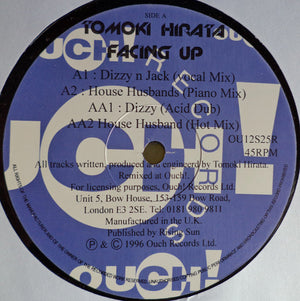 SIDE A
TOMOKI HIRATA
FACING UP
A1 : Dizzy n Jack (vocal Mix)
A2 : House Husbands (Piano Mix)
AA1 : Dizzy (Acid Dub)
AA2 House Husband (Hot Mix)
OU12S25R
45RPM
All tracks written, produced and engineered by Tomoki Hirata.
Remixed at Ouch!.
For licensing purposes, Ouch! Records Ltd.
Unit 5, Bow House, 153-159 Bow Road,
London E3 2SE. Tel: 0181 980 9811
Manufactured in the U.K.
Published by Rising Sun
℗ & © 1996 Ouch Records Ltd.
OUCH!